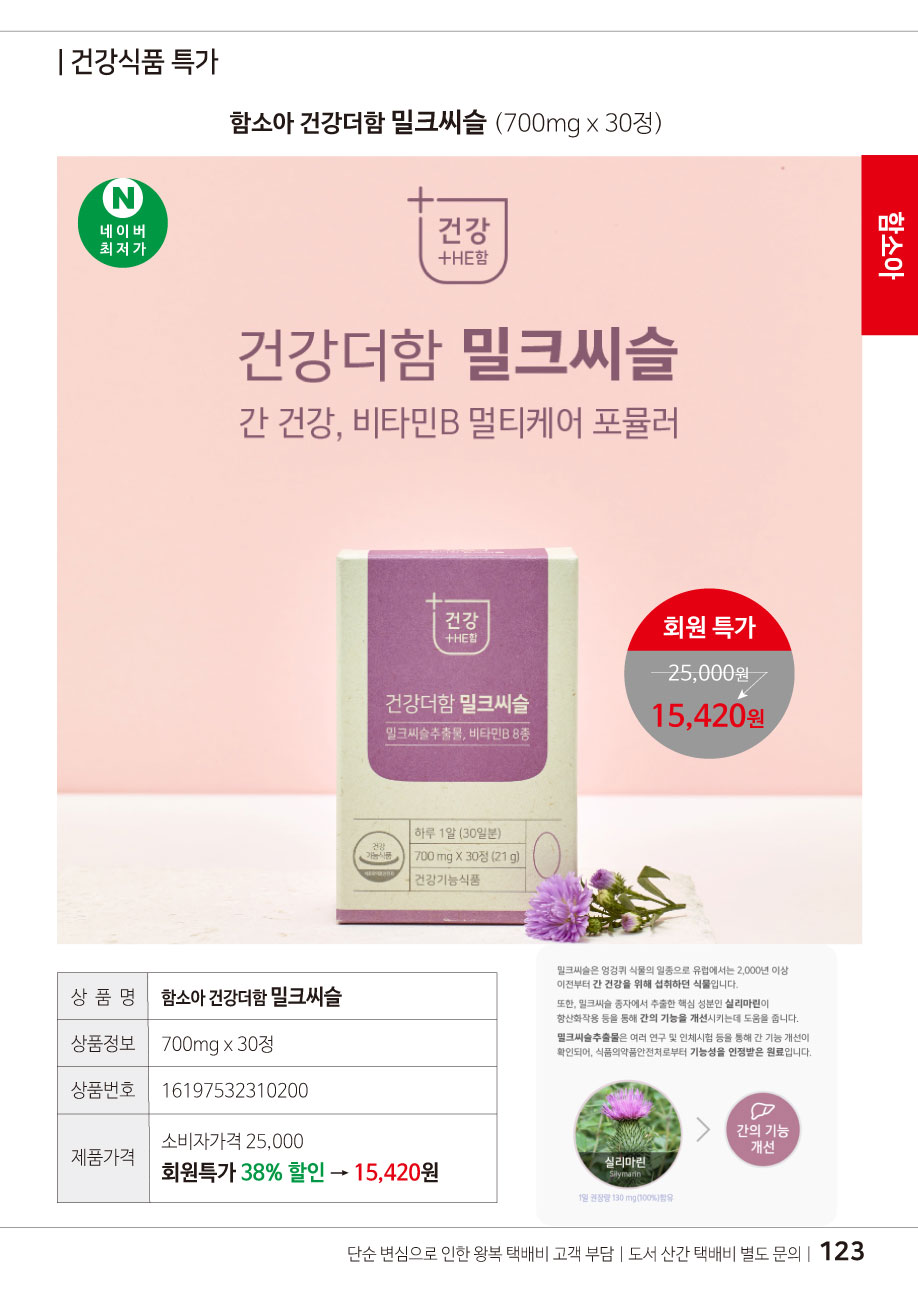 | 건강식품 특가
함소아 건강더함 밀크씨슬 (700mg x 30정)
N
네이버
최저가
함소아
건강
+HE함
건강더함 밀크씨슬
간 건강, 비타민B 멀티케어 포뮬러
건강
+HE함
건강더함 밀크씨슬
밀크씨슬추출물, 비타민B 8종
건강
기능식품
하루 1알 (30일분)
700 mg X 30정 (21 g)
건강기능식품
회원 특가
25,000원
15,420원
상 품 명 함소아 건강더함 밀크씨슬
상품정보 700mg x 30정
상품번호 16197532310200
제품가격 소비자가격 25,000
회원특가 38% 할인 → 15,420원
밀크씨슬은 엉겅퀴 식물의 일종으로 유럽에서는 2,000년 이상
이전부터 간 건강을 위해 섭취하던 식물입니다.
또한, 밀크씨슬 종자에서 추출한 핵심 성분인 실리마린이
항산화작용 등을 통해 간의 기능을 개선시키는데 도움을 줍니다.
밀크씨슬추출물은 여러 연구 및 인체시험 등을 통해 간 기능 개선이
확인되어, 식품의약품안전처로부터 기능성을 인정받은 원료입니다.
실리마린
Silymarin
간의 기능
개선
1일 권장량 130 mg(100%)함유
단순 변심으로 인한 왕복 택배비 고객 부담 | 도서 산간 택배비 별도 문의 | 123